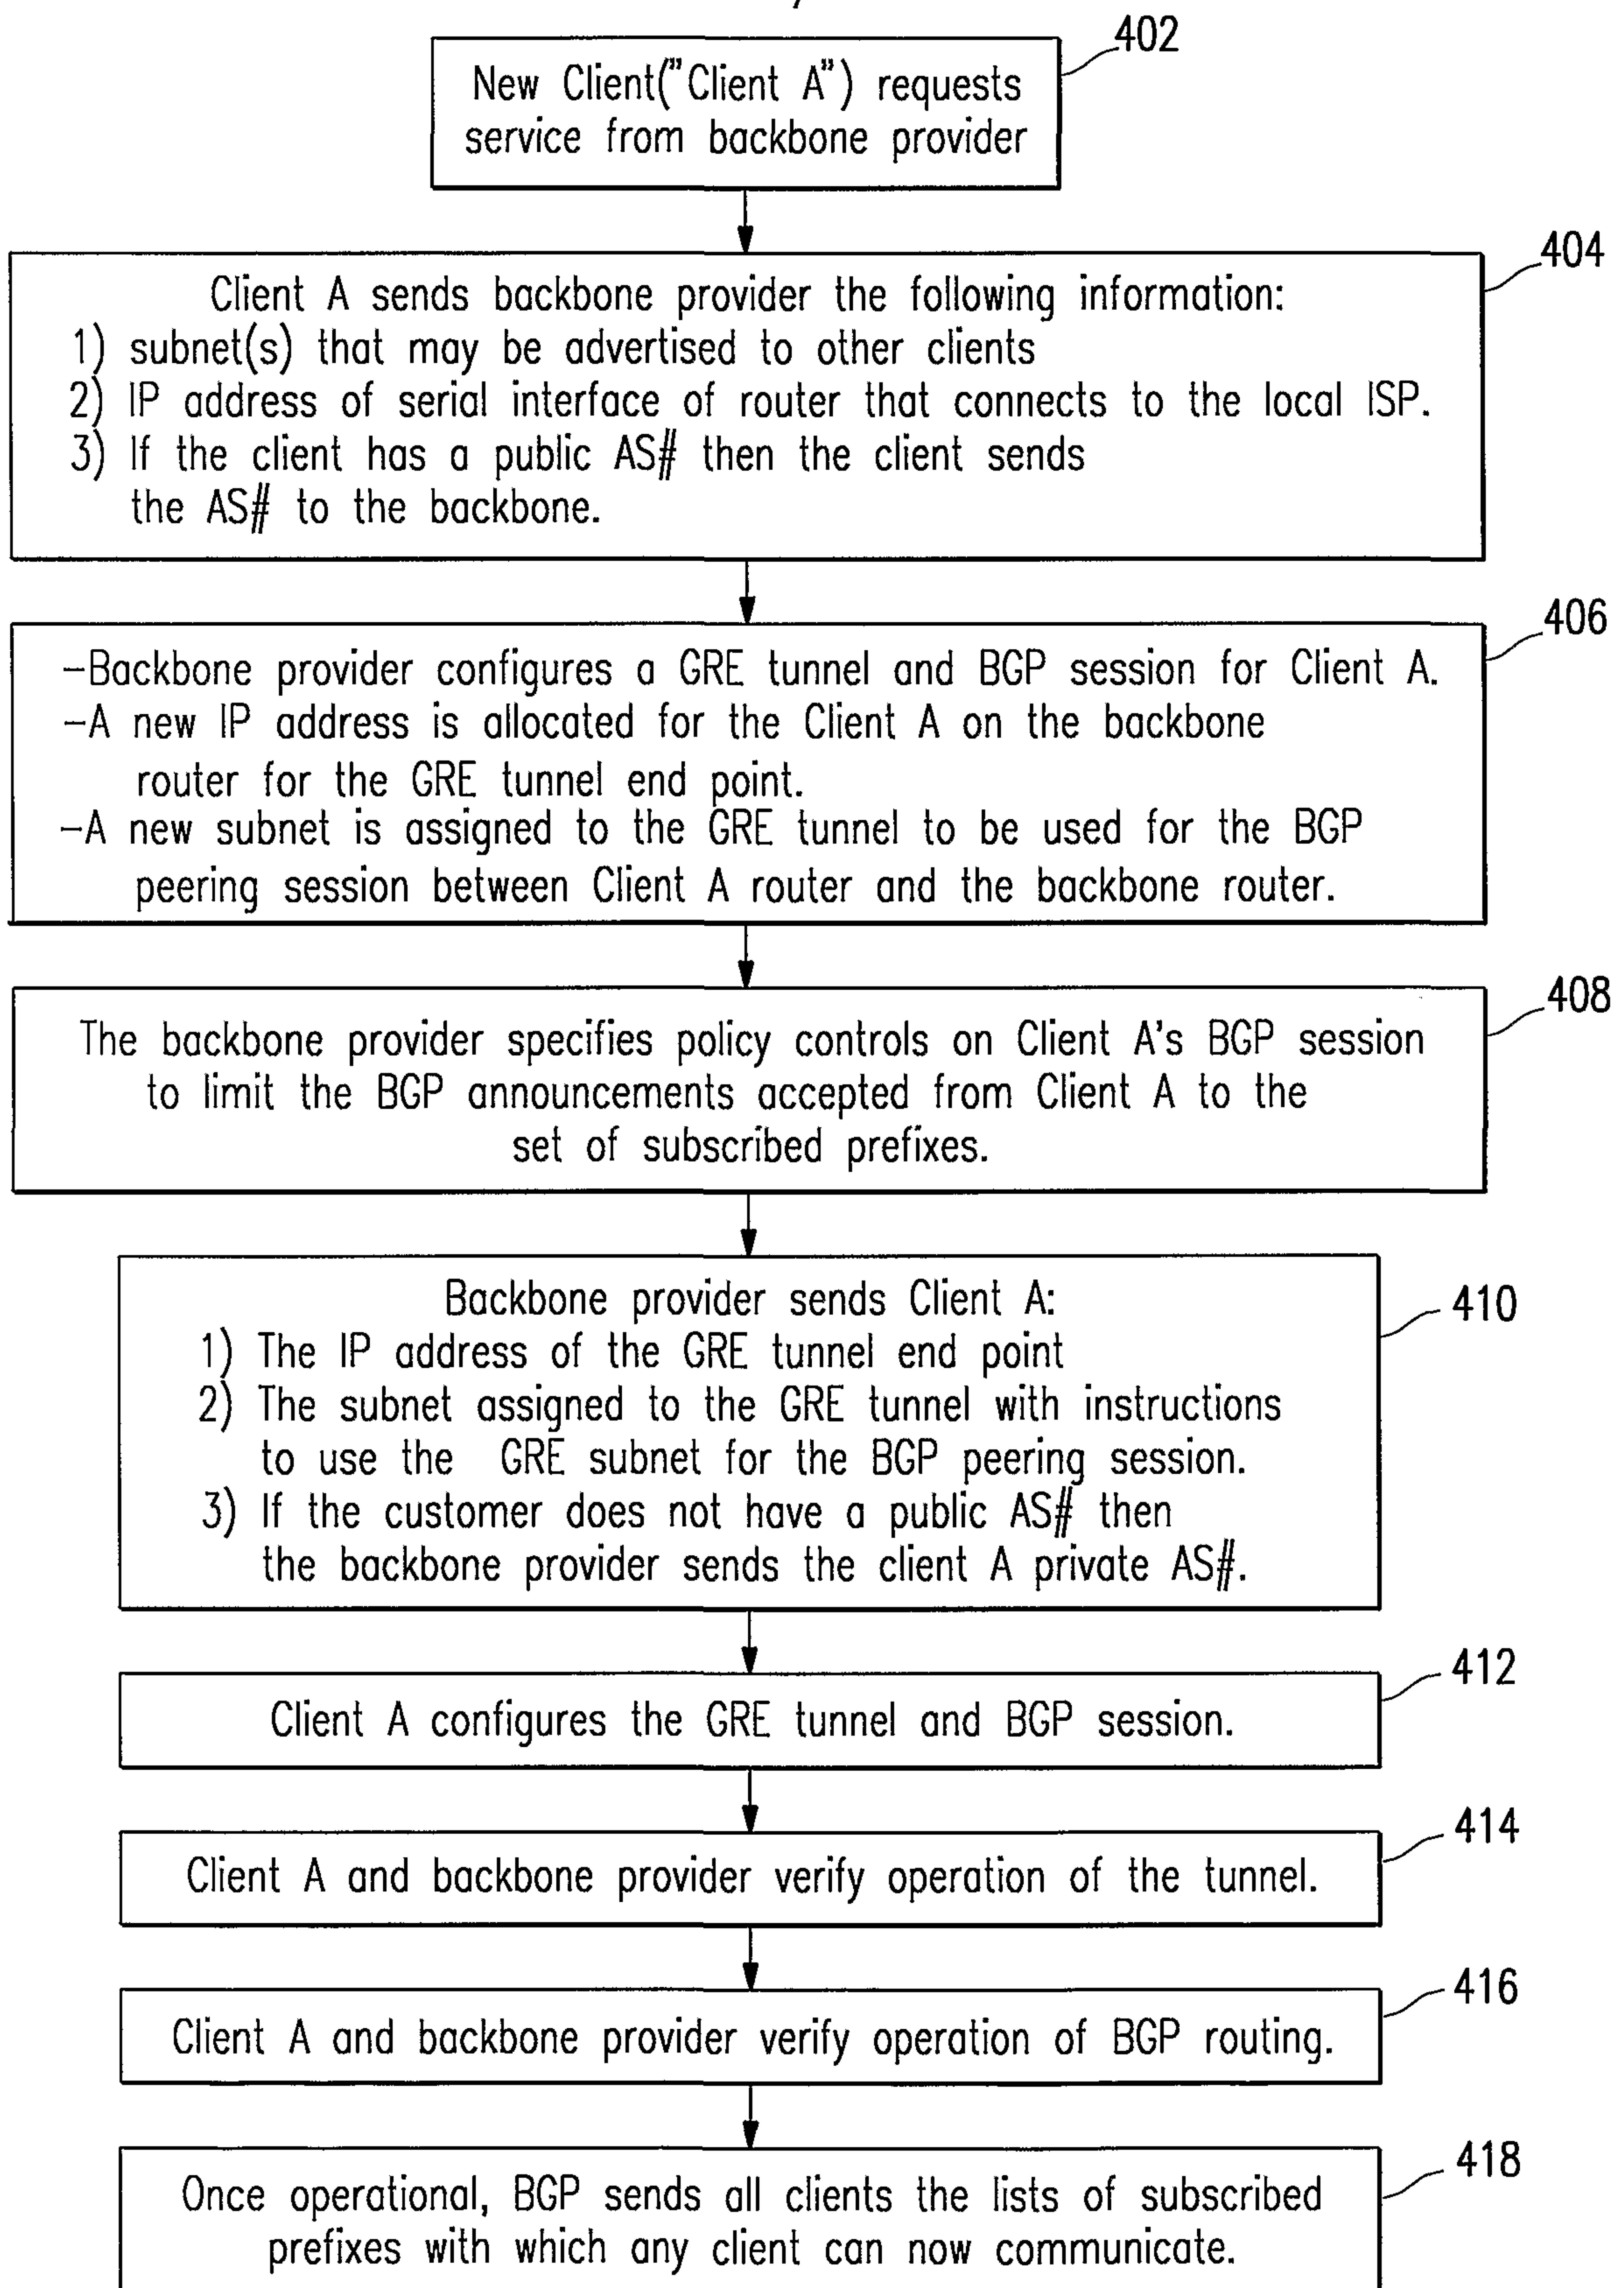 402
New Client("Client A") requests
service from backbone provider
404
Client A sends backbone provider the following information:
1) subnet(s) that may be advertised to other clients
2) IP address of serial interface of router that connects to the local ISP.
3) If the client has a public AS# then the client sends
the AS# to the backbone.
406
-Backbone provider configures a GRE tunnel and BGP session for Client A.
-A new IP address is allocated for the Client A on the backbone
router for the GRE tunnel end point.
-A new subnet is assigned to the GRE tunnel to be used for the BGP
peering session between Client A router and the backbone router.
408
The backbone provider specifies policy controls on Client A's BGP session
to limit the BGP announcements accepted from Client A to the
set of subscribed prefixes.
410
Backbone provider sends Client A:
1) The IP address of the GRE tunnel end point
2) The subnet assigned to the GRE tunnel with instructions
to use the GRE subnet for the BGP peering session.
3) If the customer does not have a public AS# then
the backbone provider sends the client A private AS#.
412
Client A configures the GRE tunnel and BGP session.
414
Client A and backbone provider verify operation of the tunnel.
416
Client A and backbone provider verify operation of BGP routing.
418
Once operational, BGP sends all clients the lists of subscribed
prefixes with which any client can now communicate.